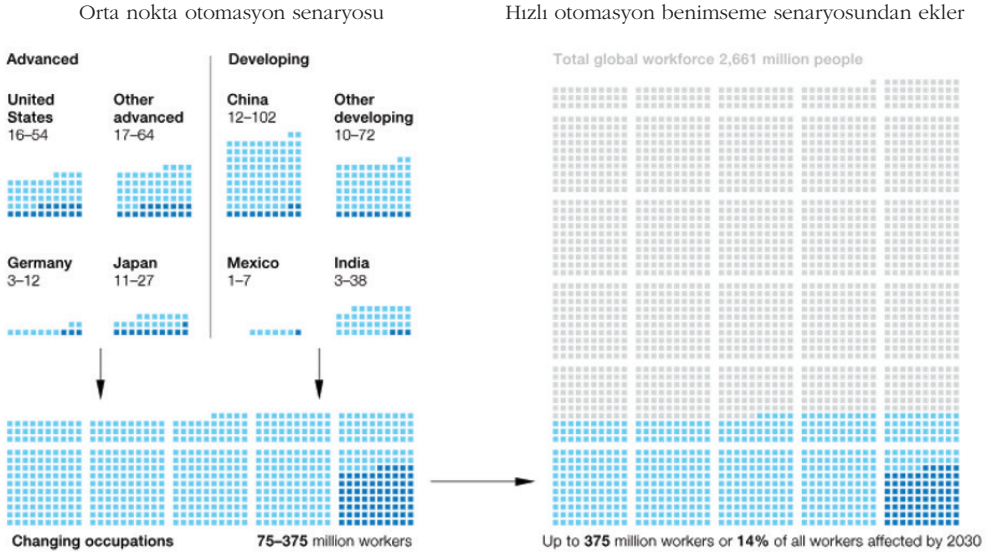 Orta nokta otomasyon senaryosu
Hızlı otomasyon benimseme senaryosundan ekler
Advanced
Developing
United
States
16–54
Other
advanced
17–64
China
12–102
Other
developing
10–72
Germany
3–12
Japan
11–27
Mexico
1–7
India
3–38
Changing occupations
75–375 million workers
Total global workforce 2,661 million people
Up to 375 million workers or 14% of all workers affected by 2030